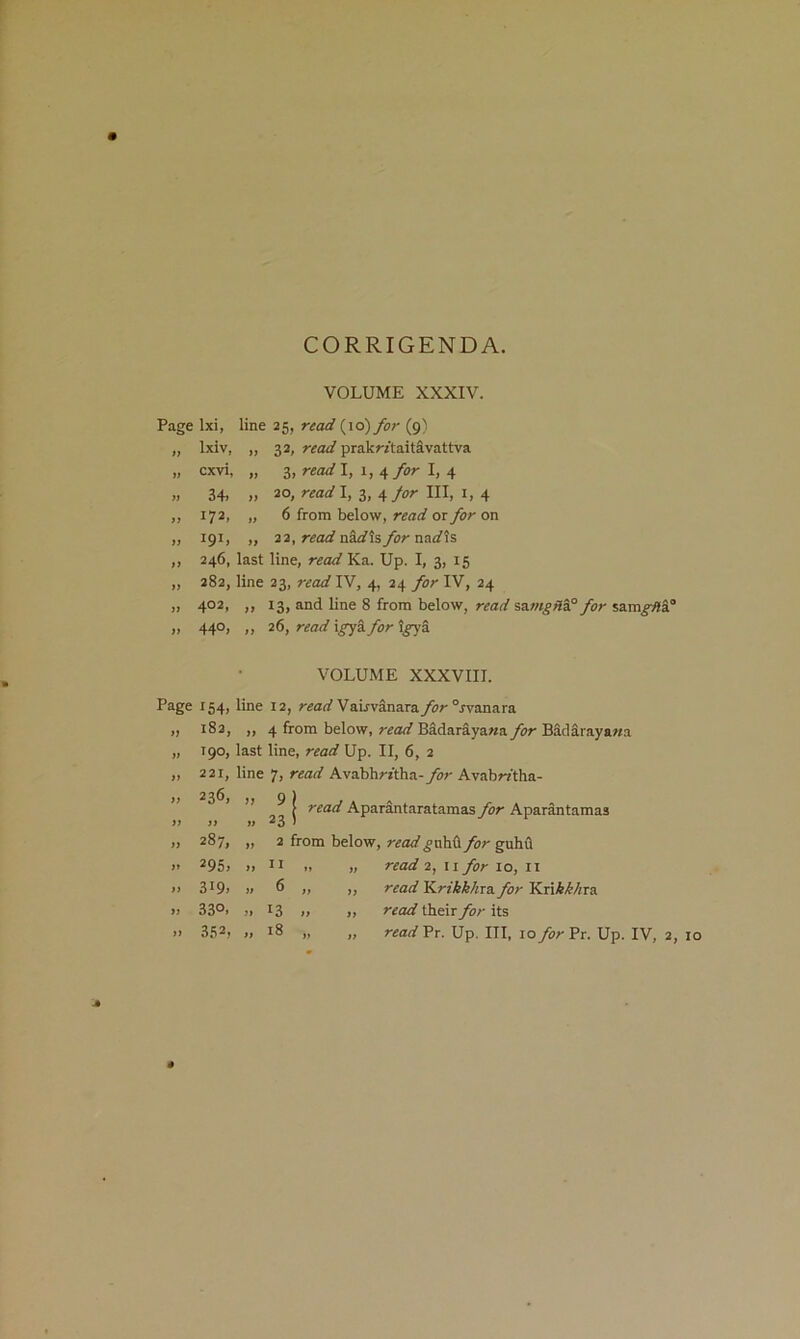 CORRIGENDA.
VOLUME XXXIV.
Page lxi, line 25, read (10) for (9)
„ lxiv, „ 32, read prakritaitâvattva
„ cxvi, „ 3, read I, 1, 4 for I, 4
„ 34, „ 20, read I, 3, 4 for III, 1, 4
„ 172, „ 6 from below, read or for on
„ 191, „ 22, read nâdîs for nadîs
„ 246, last line, read Ka. Up. I, 3, 15
„ 282, line 23, read IV, 4, 24 for IV, 24
„ 402, „ 13, and line 8 from below, read samgñâ° for samgñâ°
„ 440, „ 26, read igyâ for îgyâ
VOLUME XXXVIII.
Page 154, line 12, read Vaisvânara for °svanara
„ 182, „ 4 from below, read Bâdarâyana for Bâdârayana
„ 190, last line, read Up. II, 6, 2
„ 221, line 7, read Avabhritha- for Avabritha-
„ 236, „ 9 } read Aparântaratamas for Aparântamas
„ „ „ 23 }
„ 287, „ 2 from below, read guhû for guhû
„ 295, „ 11 „ „ read 2, 11 for 10, 11
„ 319, „ 6 „ „ read Krikkhra for Krikkhra
„ 330, „ 13 „ „ read their for its
„ 352, „ 18 „ „ read Pr. Up. III, 10 for Pr. Up. IV, 2, 10